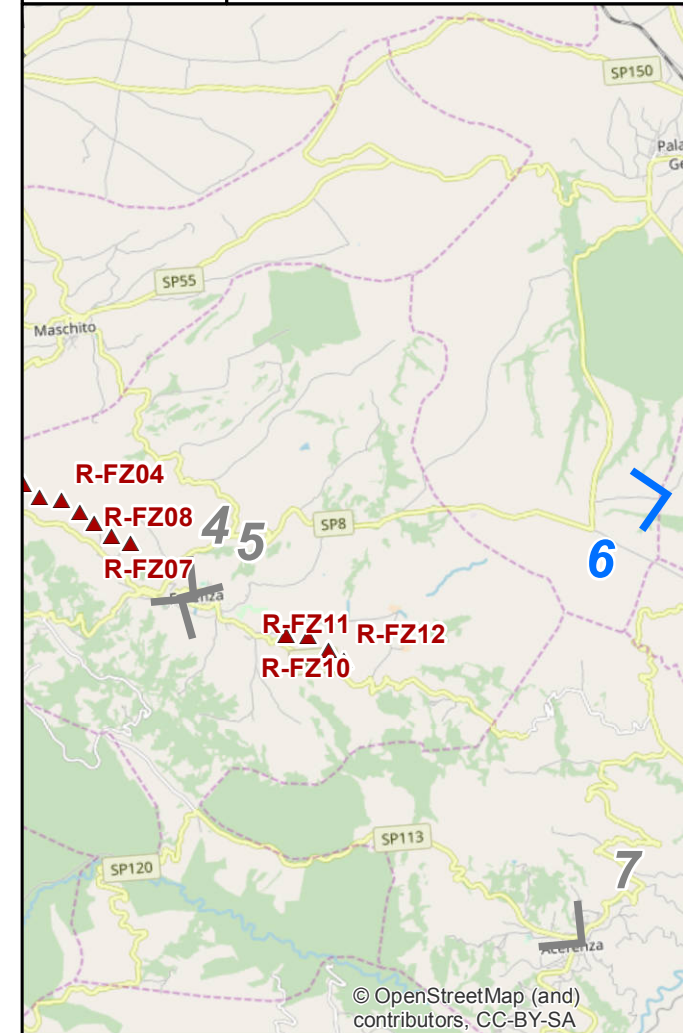 SP150
SP55
Maschito
R-FZ04
R-FZ08
4
5
SP8
6
R-FZ07
R-FZ11
R-FZ12
R-FZ10
SP113
7
SP120
Acerenza
© OpenStreetMap (and)
contributors, CC-BY-SA